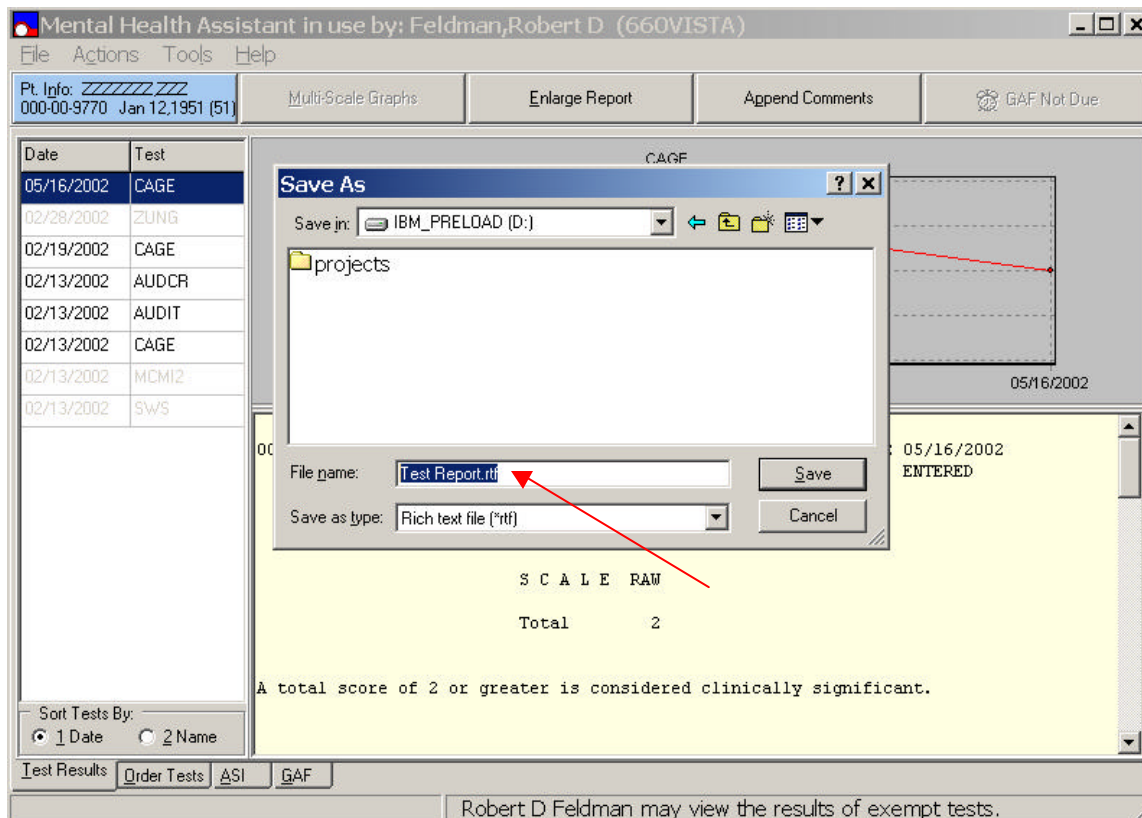 Mental Health Assistant in use by: Feldman,Robert D (660VISTA)
File Actions Tools Help
Pt. Info: ZZZZZZZZ,ZZZ
000-00-9770 Jan 12,1951 (51)
Multi-Scale Graphs
Enlarge Report
Append Comments
GAF Not Due
Date Test
05/16/2002 CAGE
02/28/2002 ZUNG
02/19/2002 CAGE
02/13/2002 AUDCR
02/13/2002 AUDIT
02/13/2002 CAGE
02/13/2002 MCMI2
02/13/2002 SWS
Sort Tests By:
1 Date 2 Name
CAGE
05/16/2002
Save As
Save in: IBM_PRELOAD (D:)
projects
File name: Test Report.rtf
Save
Save as type: Rich text file (*rtf)
Cancel
05/16/2002
ENTERED
S C A L E RAW
Total 2
A total score of 2 or greater is considered clinically significant.
Test Results Order Tests ASI GAF
Robert D Feldman may view the results of exempt tests.